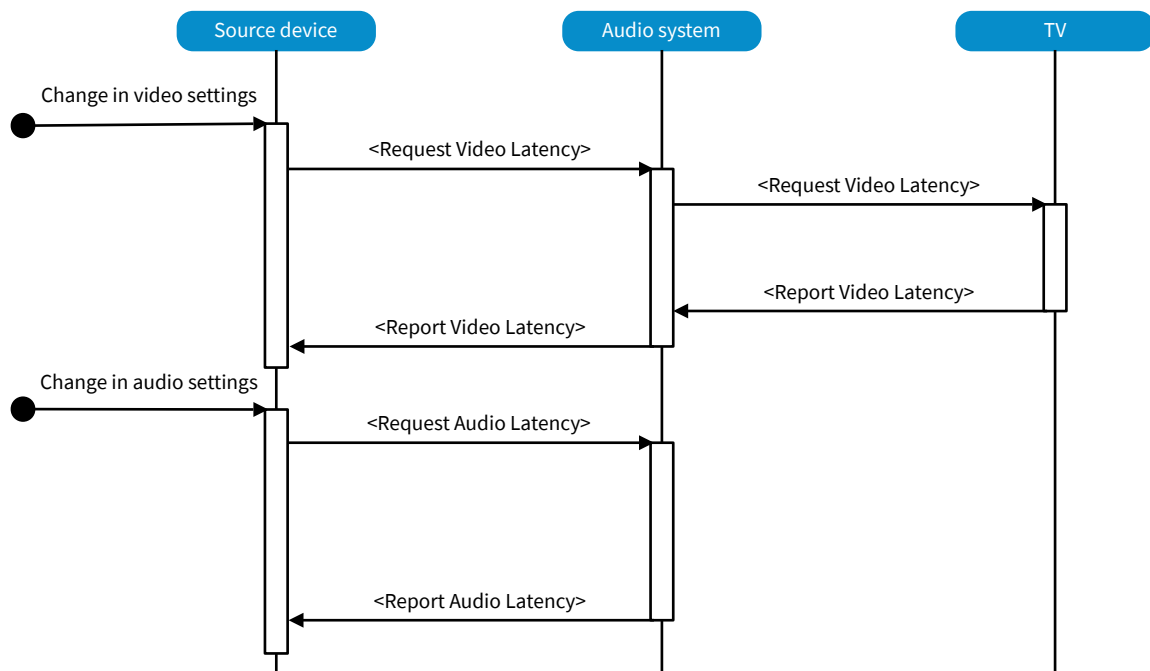 Source device
Audio system
TV
Change in video settings
<Request Video Latency>
<Request Video Latency>
<Report Video Latency>
<Report Video Latency>
Change in audio settings
<Request Audio Latency>
<Report Audio Latency>